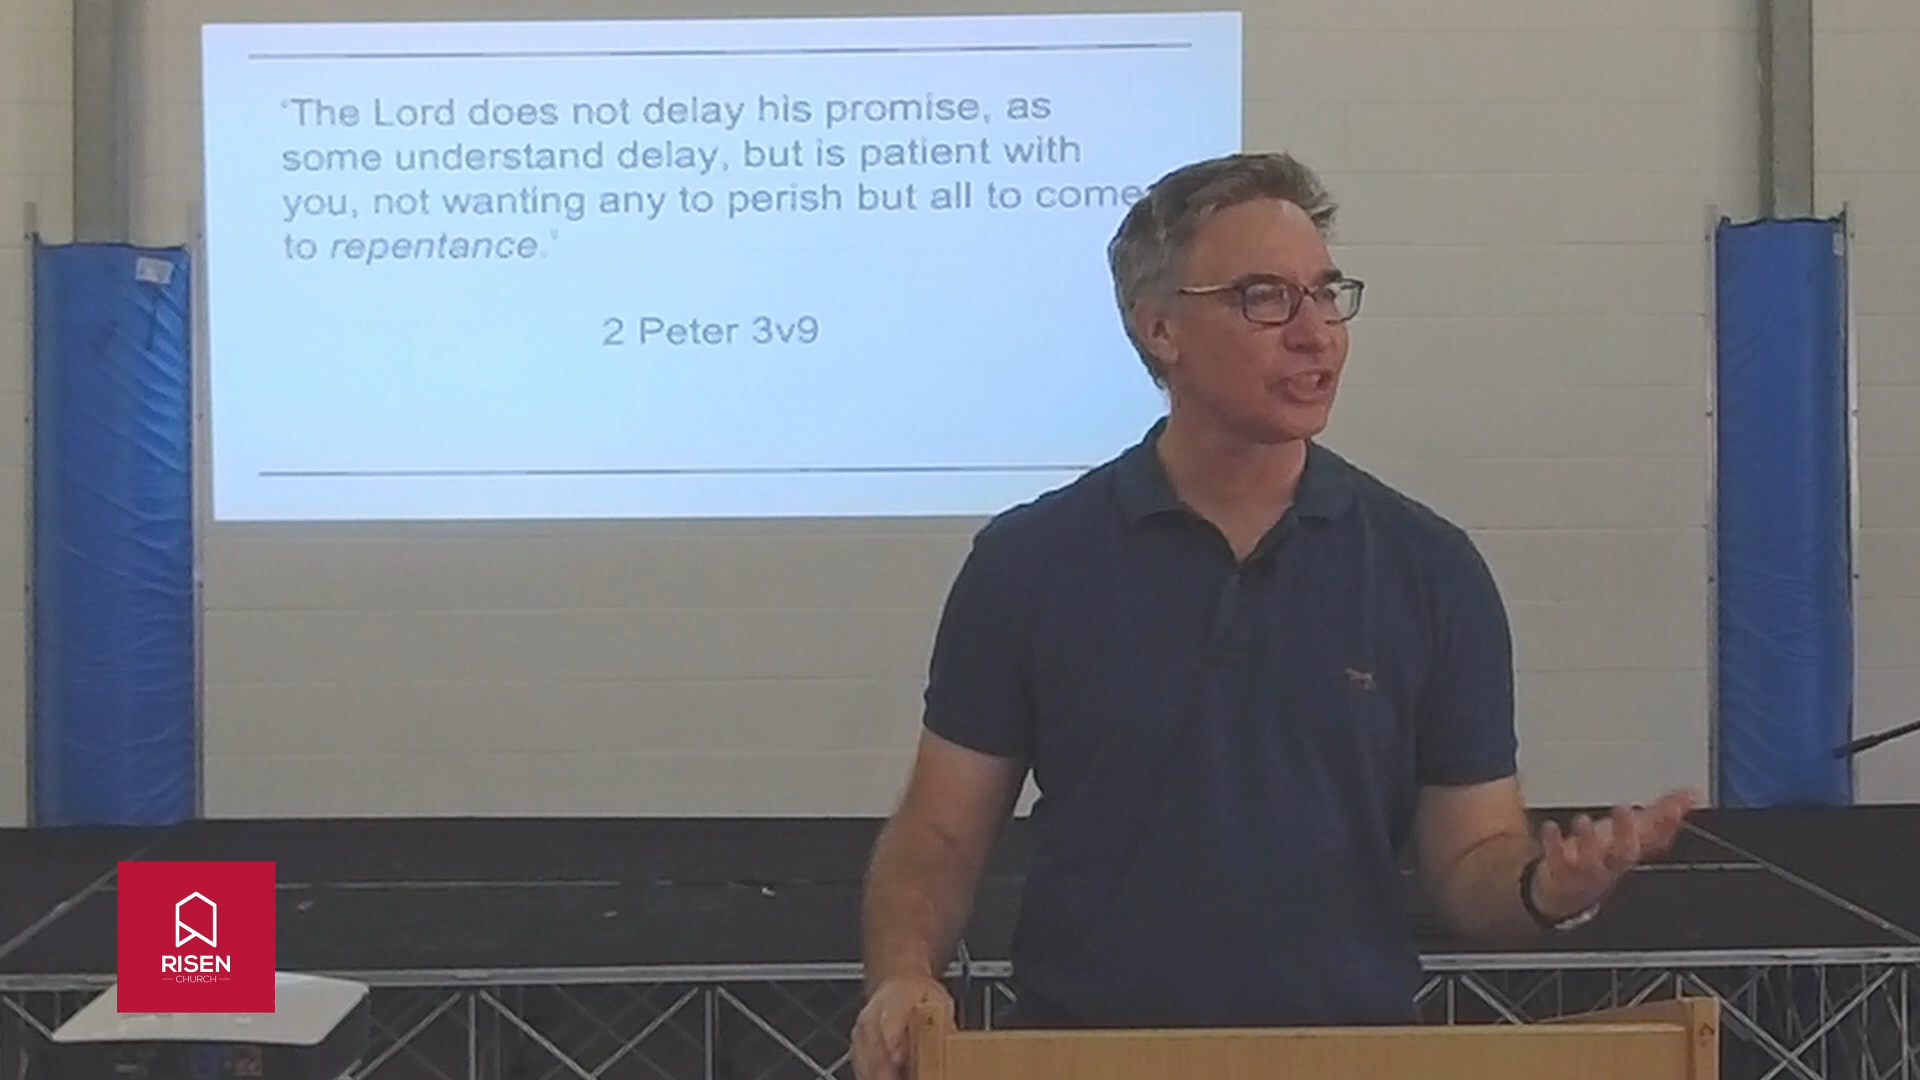 ‘The Lord does not delay his promise, as
some understand delay, but is patient with
you, not wanting any to perish but all to come
to repentance.’
2 Peter 3v9
RISEN
CHURCH